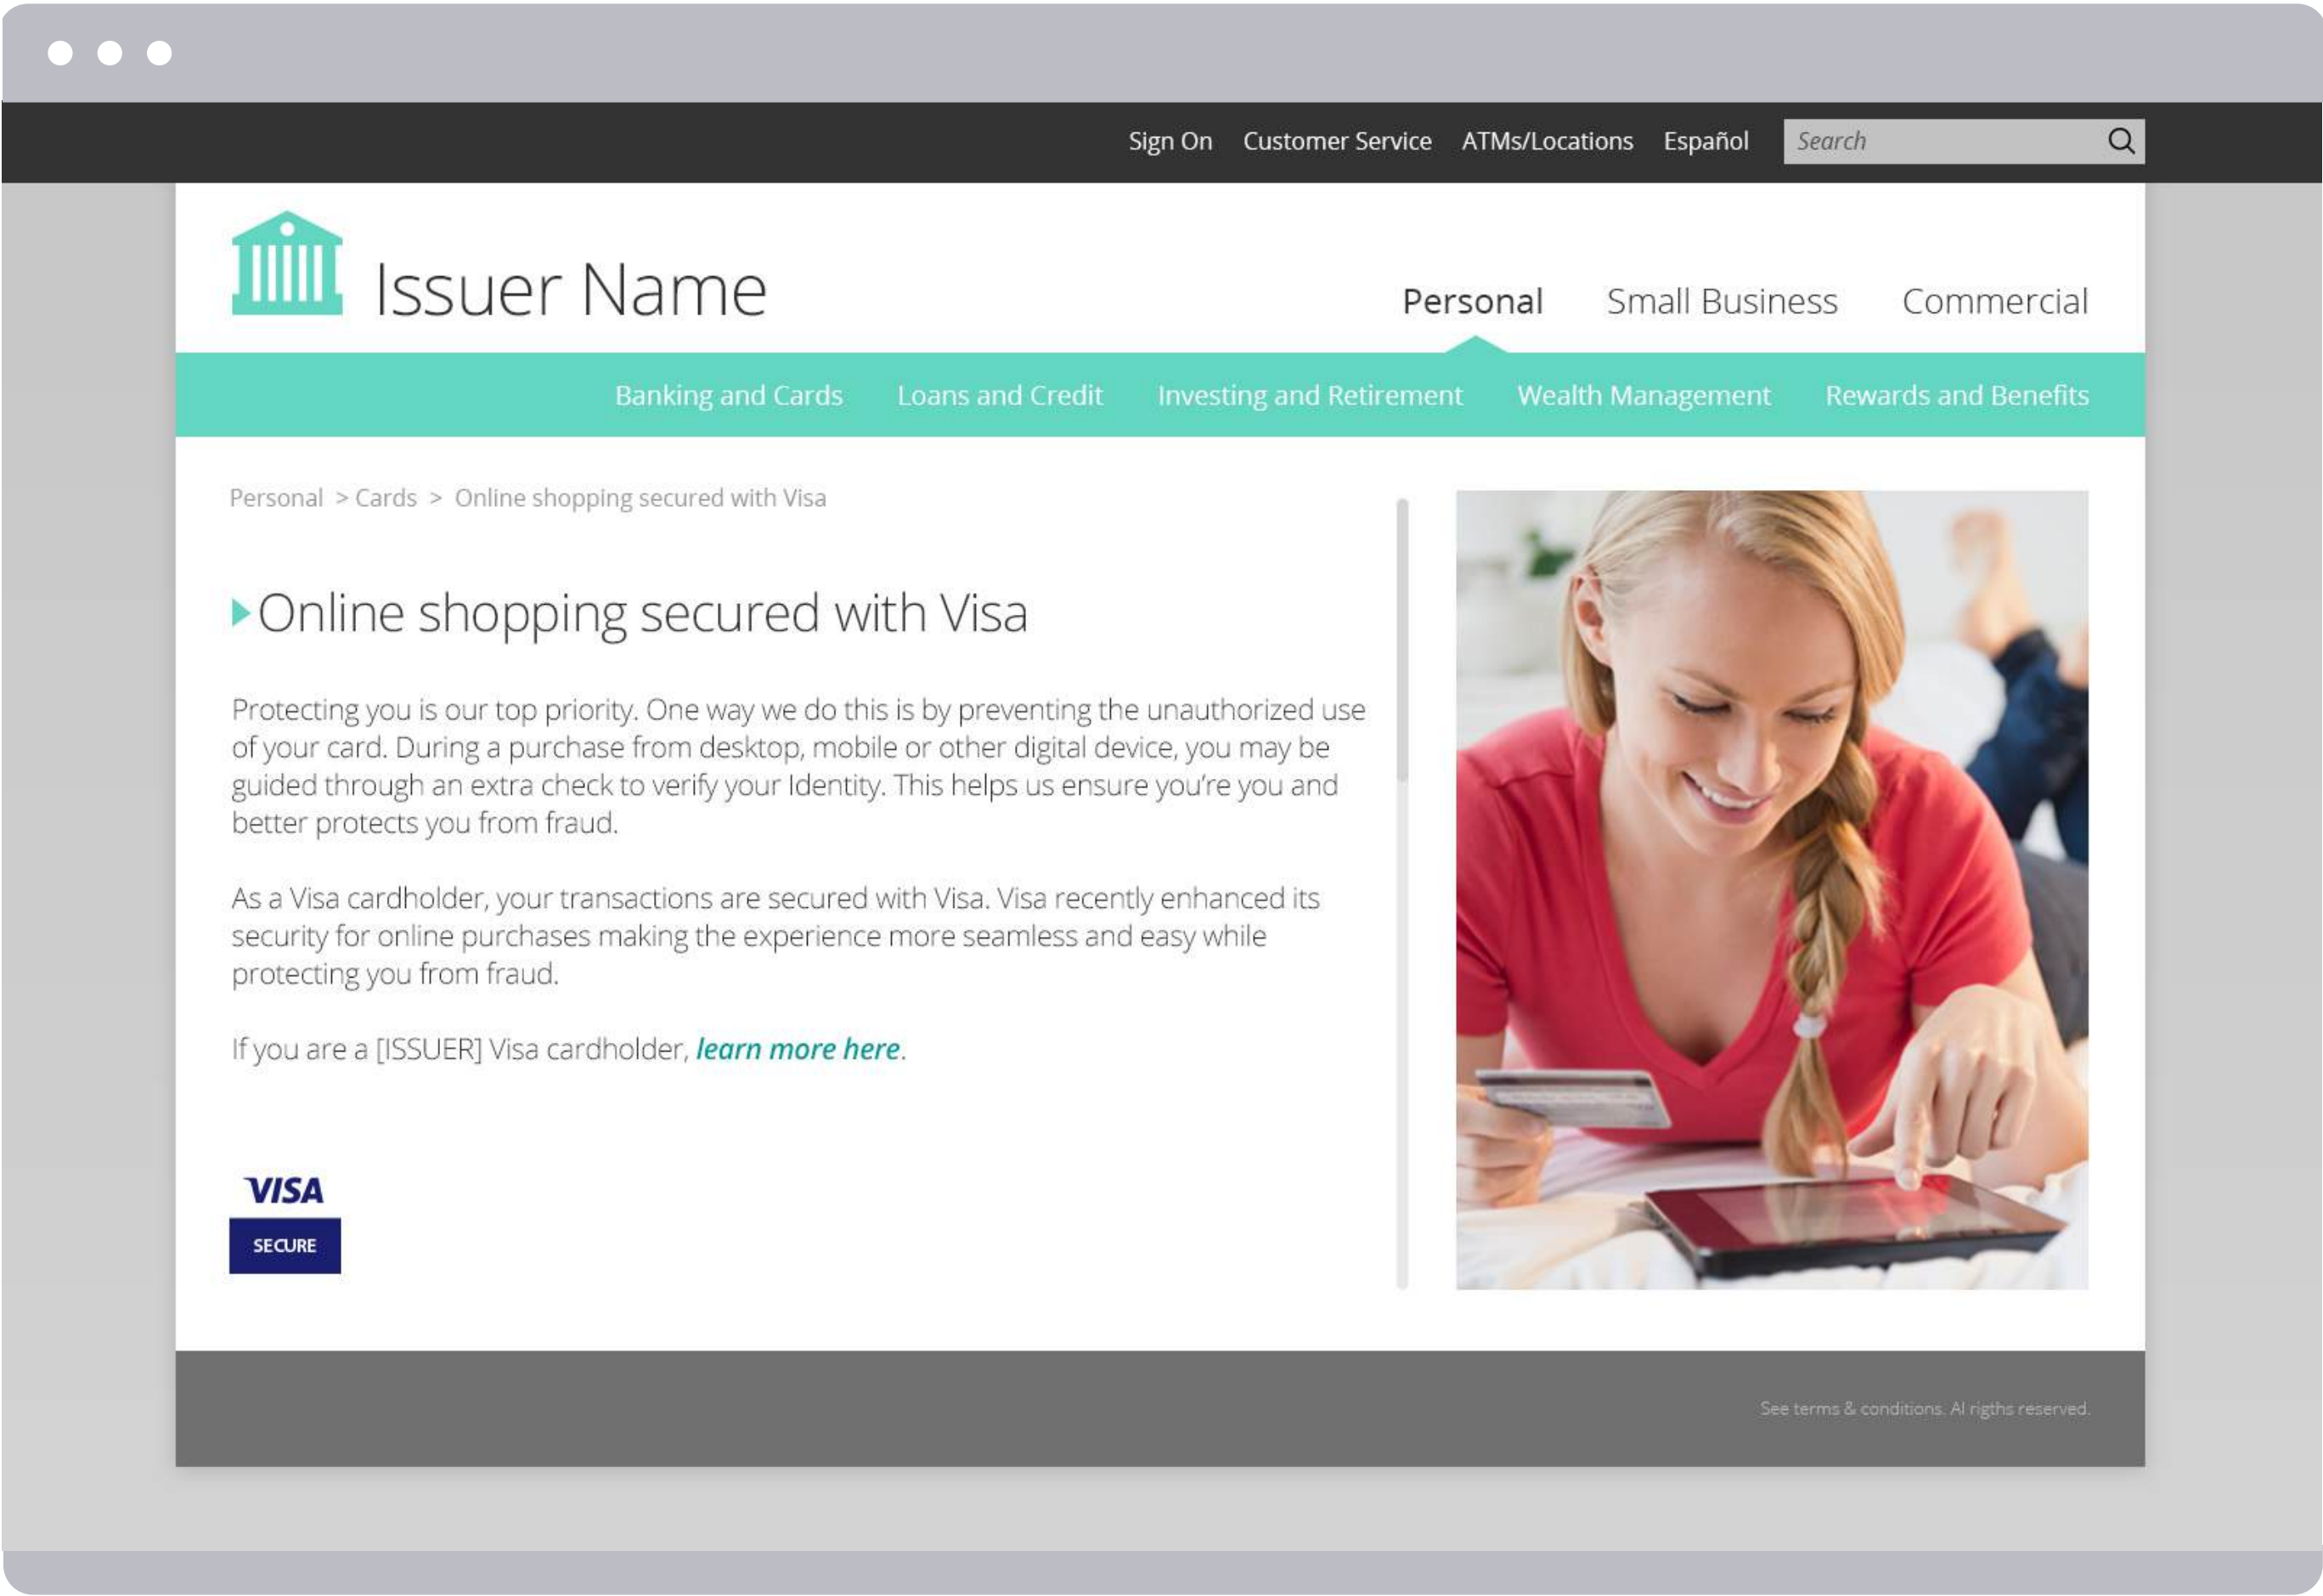 Sign On Customer Service ATMs/Locations Español Search
Issuer Name
Personal Small Business Commercial
Banking and Cards Loans and Credit Investing and Retirement Wealth Management Rewards and Benefits
Personal > Cards > Online shopping secured with Visa
Online shopping secured with Visa
Protecting you is our top priority. One way we do this is by preventing the unauthorized use
of your card. During a purchase from desktop, mobile or other digital device, you may be
guided through an extra check to verify your Identity. This helps us ensure you're you and
better protects you from fraud.
As a Visa cardholder, your transactions are secured with Visa. Visa recently enhanced its
security for online purchases making the experience more seamless and easy while
protecting you from fraud.
If you are a [ISSUER] Visa cardholder, learn more here.
VISA
SECURE
See terms & conditions. Al rigths reserved.